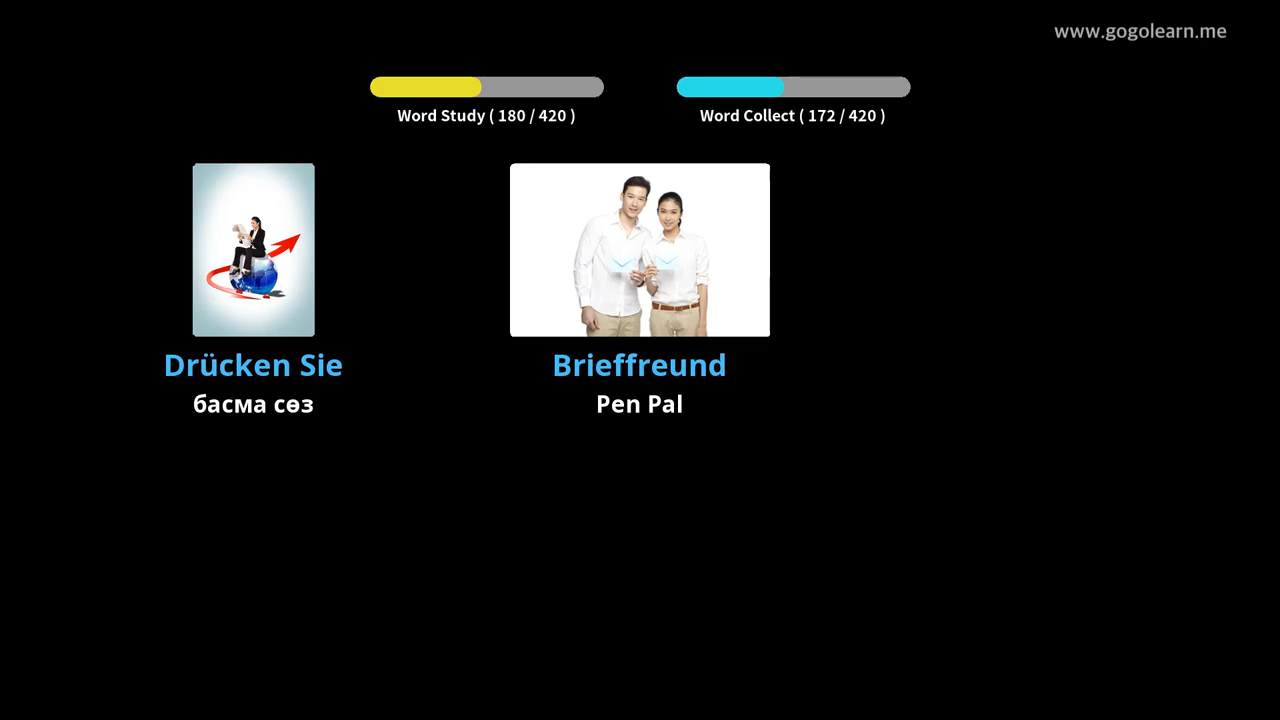 www.gogolearn.me
Word Study ( 180 / 420 )
Word Collect ( 172 / 420 )
Drücken Sie
басма сөз
Brieffreund
Pen Pal